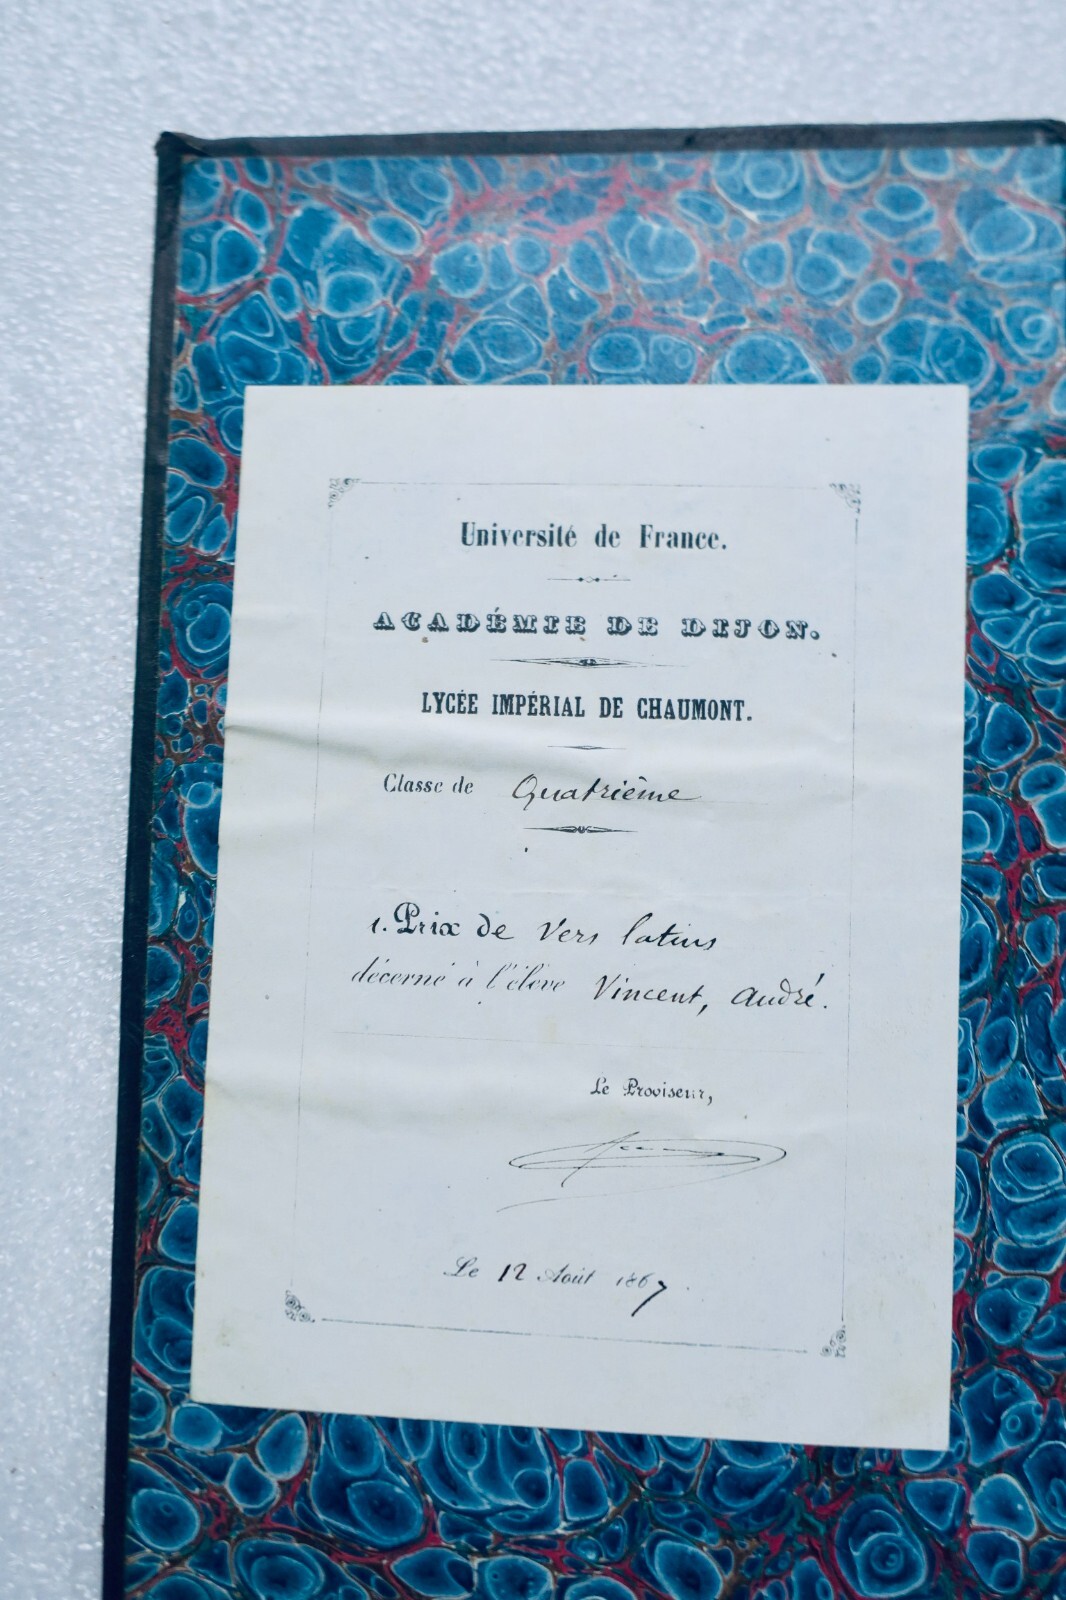 Université de France.
ACADÉMIE DE DIJON.
LYCÉE IMPÉRIAL DE CHAUMONT.
Classe de Quatrième
1. Prix de Vers latins
décerné à l'élève Vincent, André.
Le Proviseur,
Le 12 Août 1867.